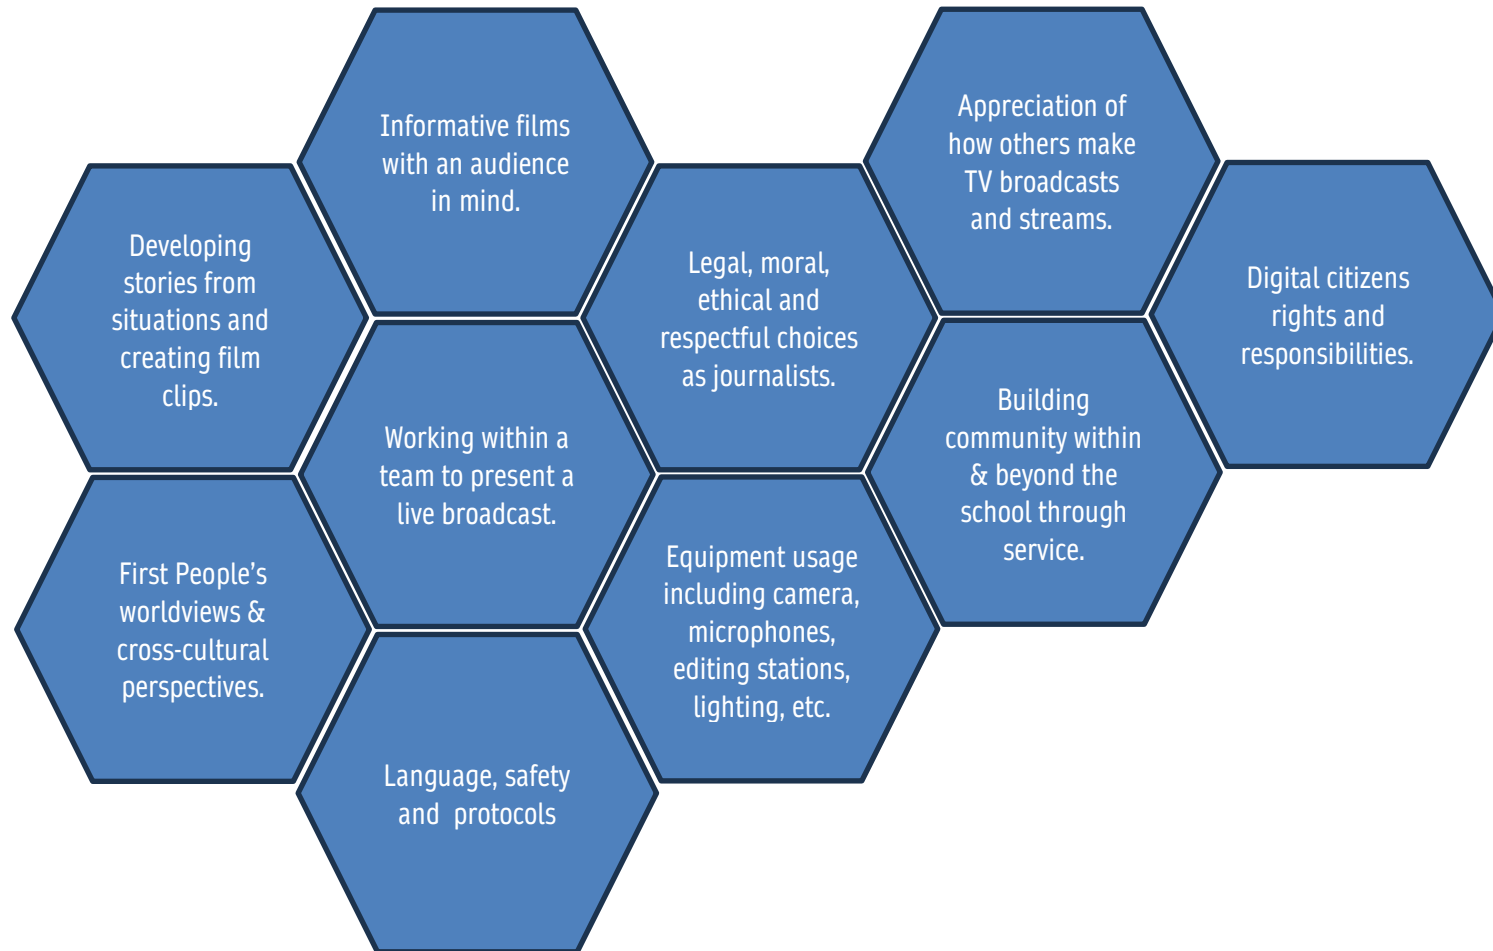 Informative films
with an audience
in mind.
Appreciation of
how others make
TV broadcasts
and streams.
Developing
stories from
situations and
creating film
clips.
Legal, moral,
ethical and
respectful choices
as journalists.
Digital citizens
rights and
responsibilities.
Working within a
team to present a
live broadcast.
Building
community within
& beyond the
school through
service.
First People’s
worldviews &
cross-cultural
perspectives.
Equipment usage
including camera,
microphones,
editing stations,
lighting, etc.
Language, safety
and  protocols